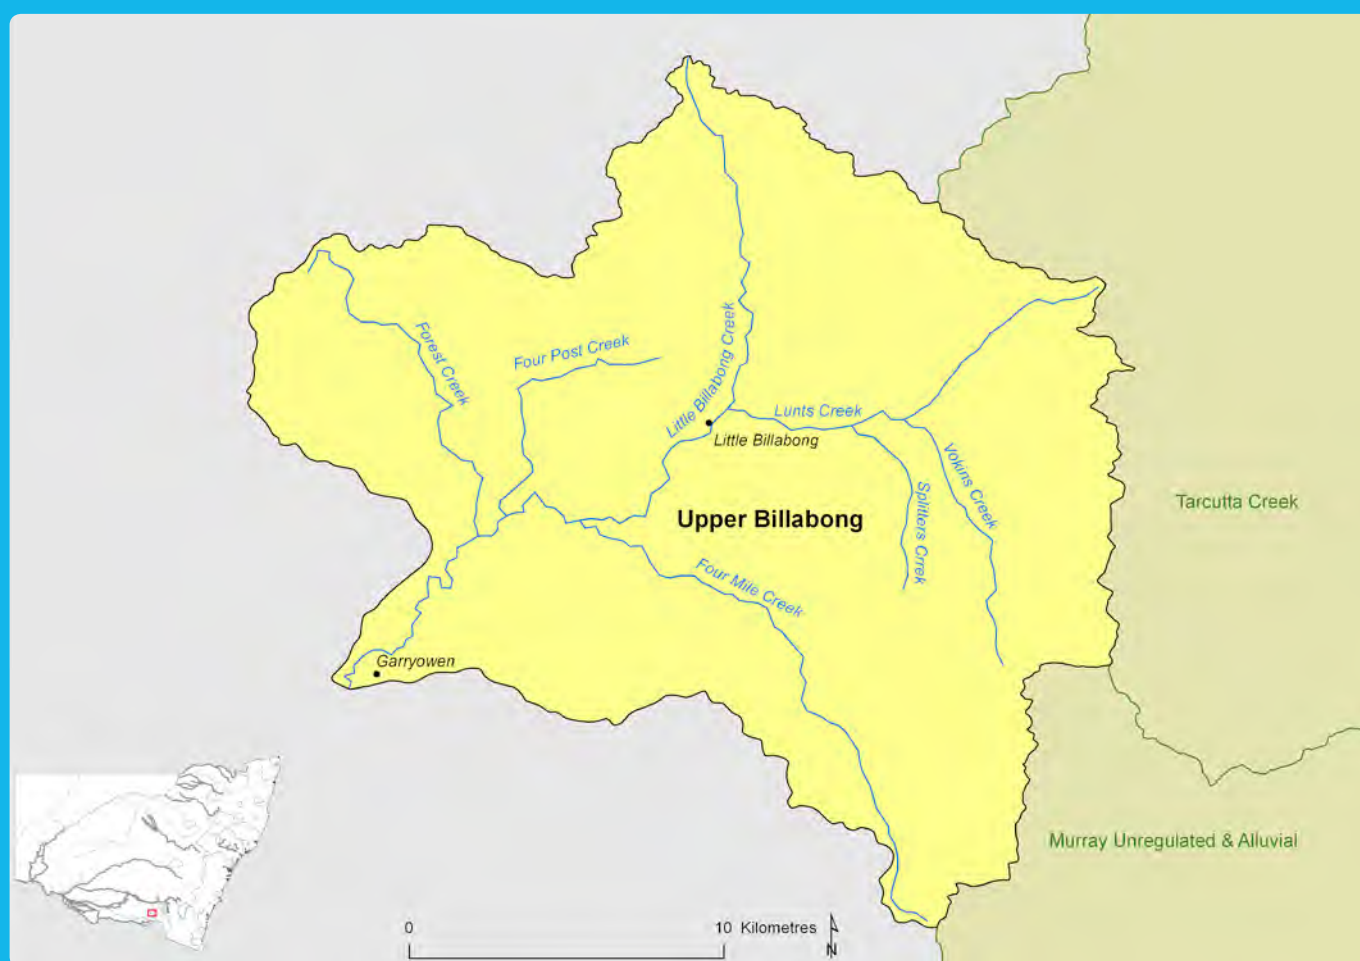 Forest Creek
Four Post Creek
Little Billabong Creek
Lunts Creek
Little Billabong
Vokins Creek
Splitters Crrek
Upper Billabong
Tarcutta Creek
Four Mile Creek
Garryowen
Murray Unregulated & Alluvial
0 10 Kilometres
N